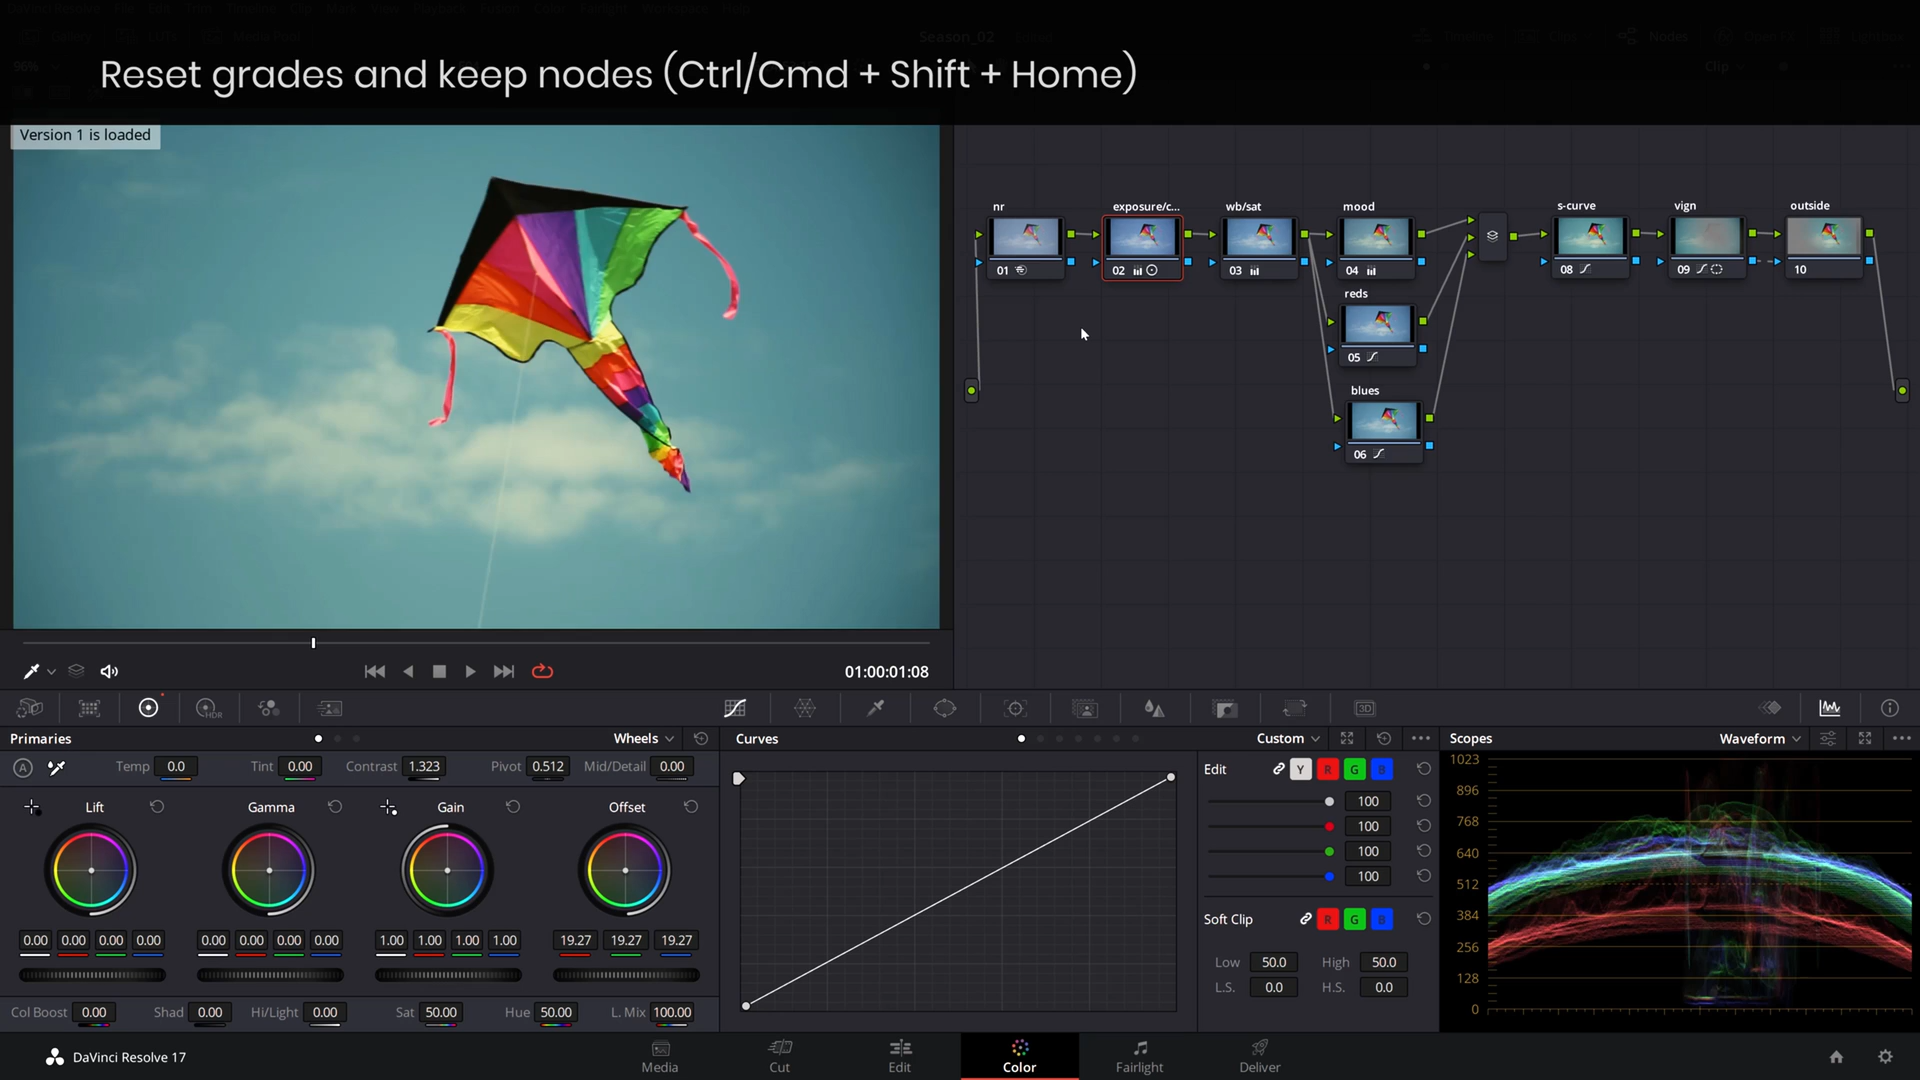 Season_02
Nodes
96%
Clip
Reset grades and keep nodes (Ctrl/Cmd + Shift + Home)
Version 1 is loaded
nr
exposure/c...
wb/sat
mood
s-curve
vign
outside
01
02
03
04
08
09
10
reds
05
blues
06
01:00:01:08
HDR
3D
Primaries
Wheels
Curves
Custom
Scopes
Waveform
A
Temp 0.0 Tint 0.00 Contrast 1.323 Pivot 0.512 Mid/Detail 0.00
Edit Y R G B
1023
896
768
640
512
384
256
128
0
100
100
100
100
Lift Gamma Gain Offset
0.00 0.00 0.00 0.00 0.00 0.00 0.00 0.00 1.00 1.00 1.00 1.00 19.27 19.27 19.27
Soft Clip R G B
Low 50.0 High 50.0
L.S. 0.0 H.S. 0.0
Col Boost 0.00 Shad 0.00 Hi/Light 0.00 Sat 50.00 Hue 50.00 L. Mix 100.00
DaVinci Resolve 17
Media
Cut
Edit
Color
Fairlight
Deliver